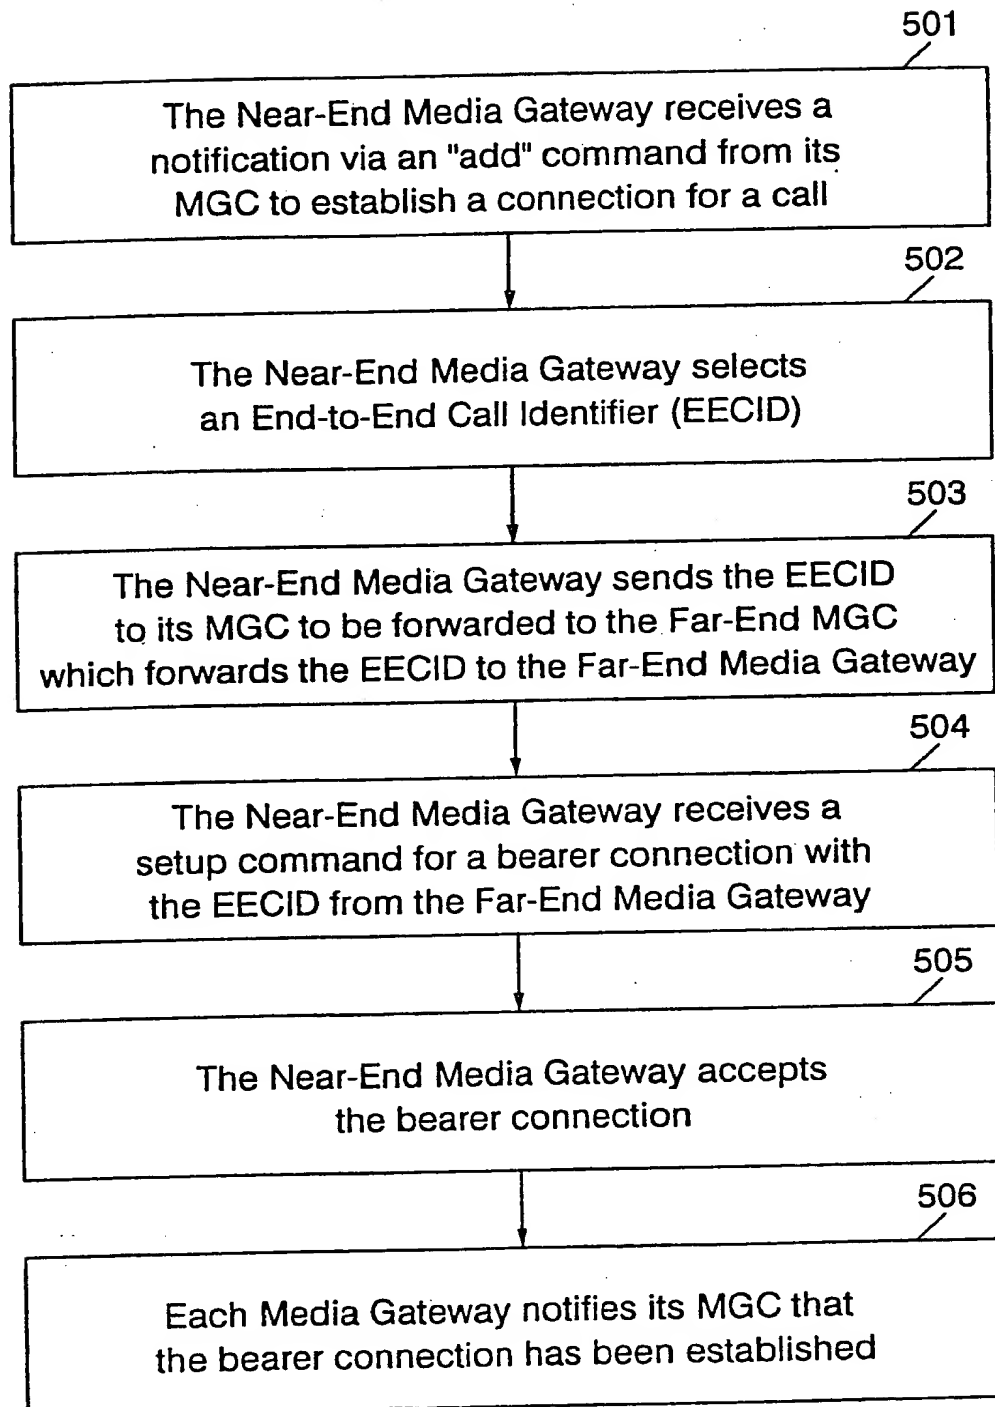 501
The Near-End Media Gateway receives a
notification via an "add" command from its
MGC to establish a connection for a call
502
The Near-End Media Gateway selects
an End-to-End Call Identifier (EECID)
503
The Near-End Media Gateway sends the EECID
to its MGC to be forwarded to the Far-End MGC
which forwards the EECID to the Far-End Media Gateway
504
The Near-End Media Gateway receives a
setup command for a bearer connection with
the EECID from the Far-End Media Gateway
505
The Near-End Media Gateway accepts
the bearer connection
506
Each Media Gateway notifies its MGC that
the bearer connection has been established